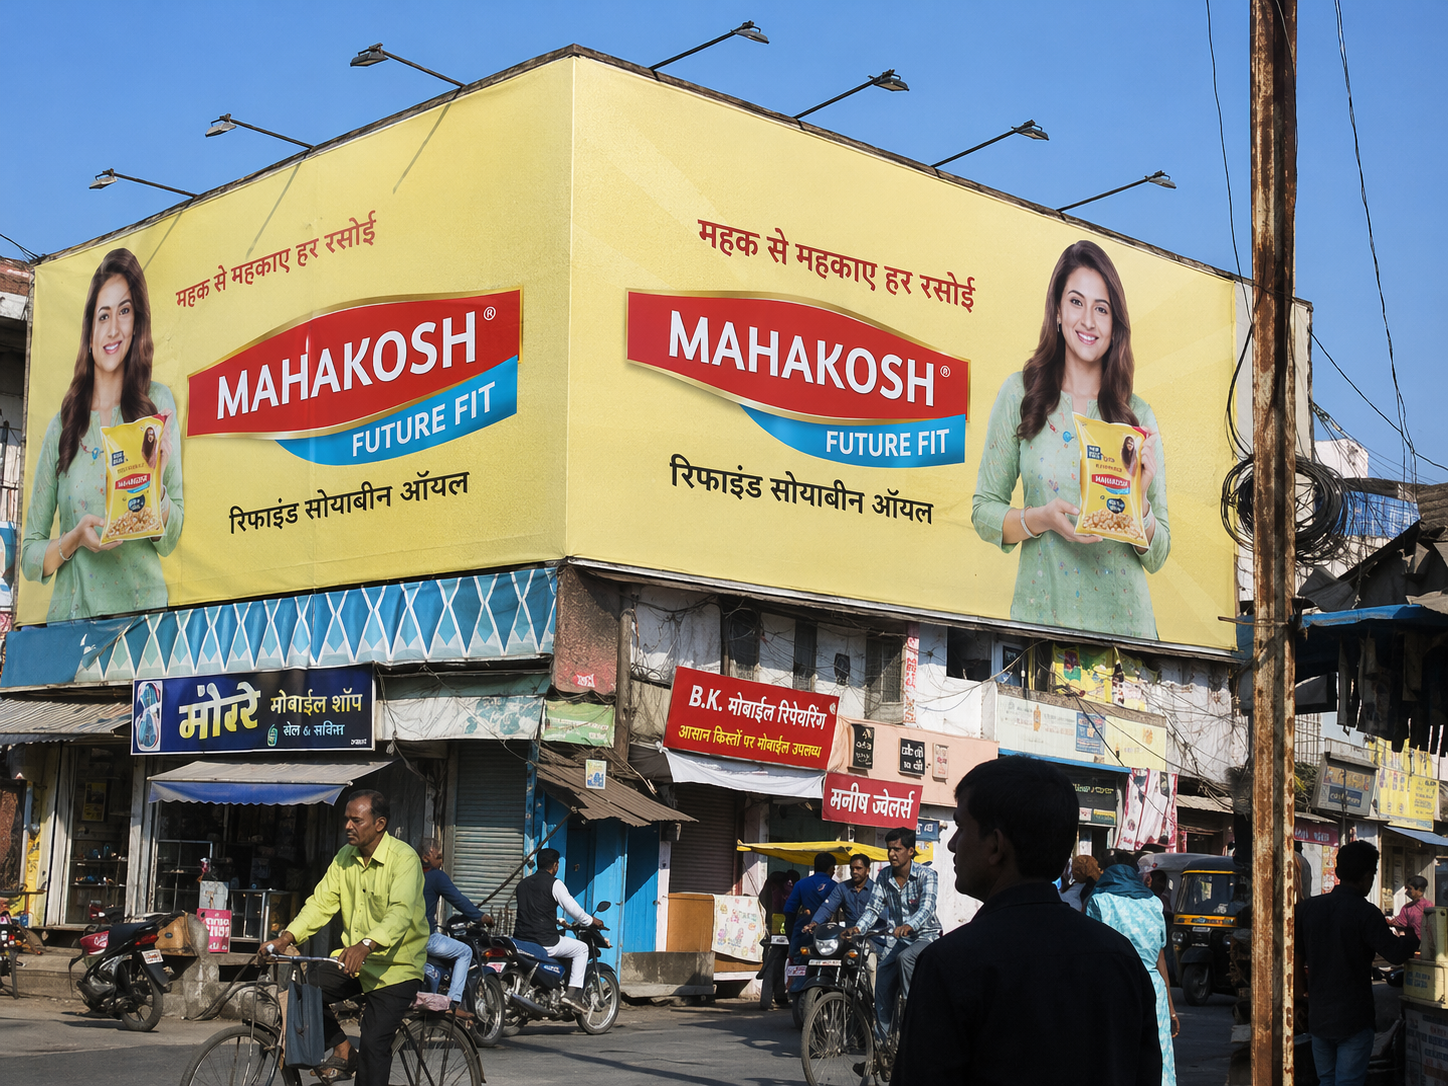 महक से महकाए हर रसोई
MAHAKOSH®
FUTURE FIT
रिफाइंड सोयाबीन ऑयल
महक से महकाए हर रसोई
MAHAKOSH®
FUTURE FIT
रिफाइंड सोयाबीन ऑयल
MAHAKOSH
मोबाईल शॉप
सेल &
B.K. मोबाईल रिपेयरिंग
आसान किस्तों पर मोबाईल उपलब्ध
मनीष ज्वेलर्स